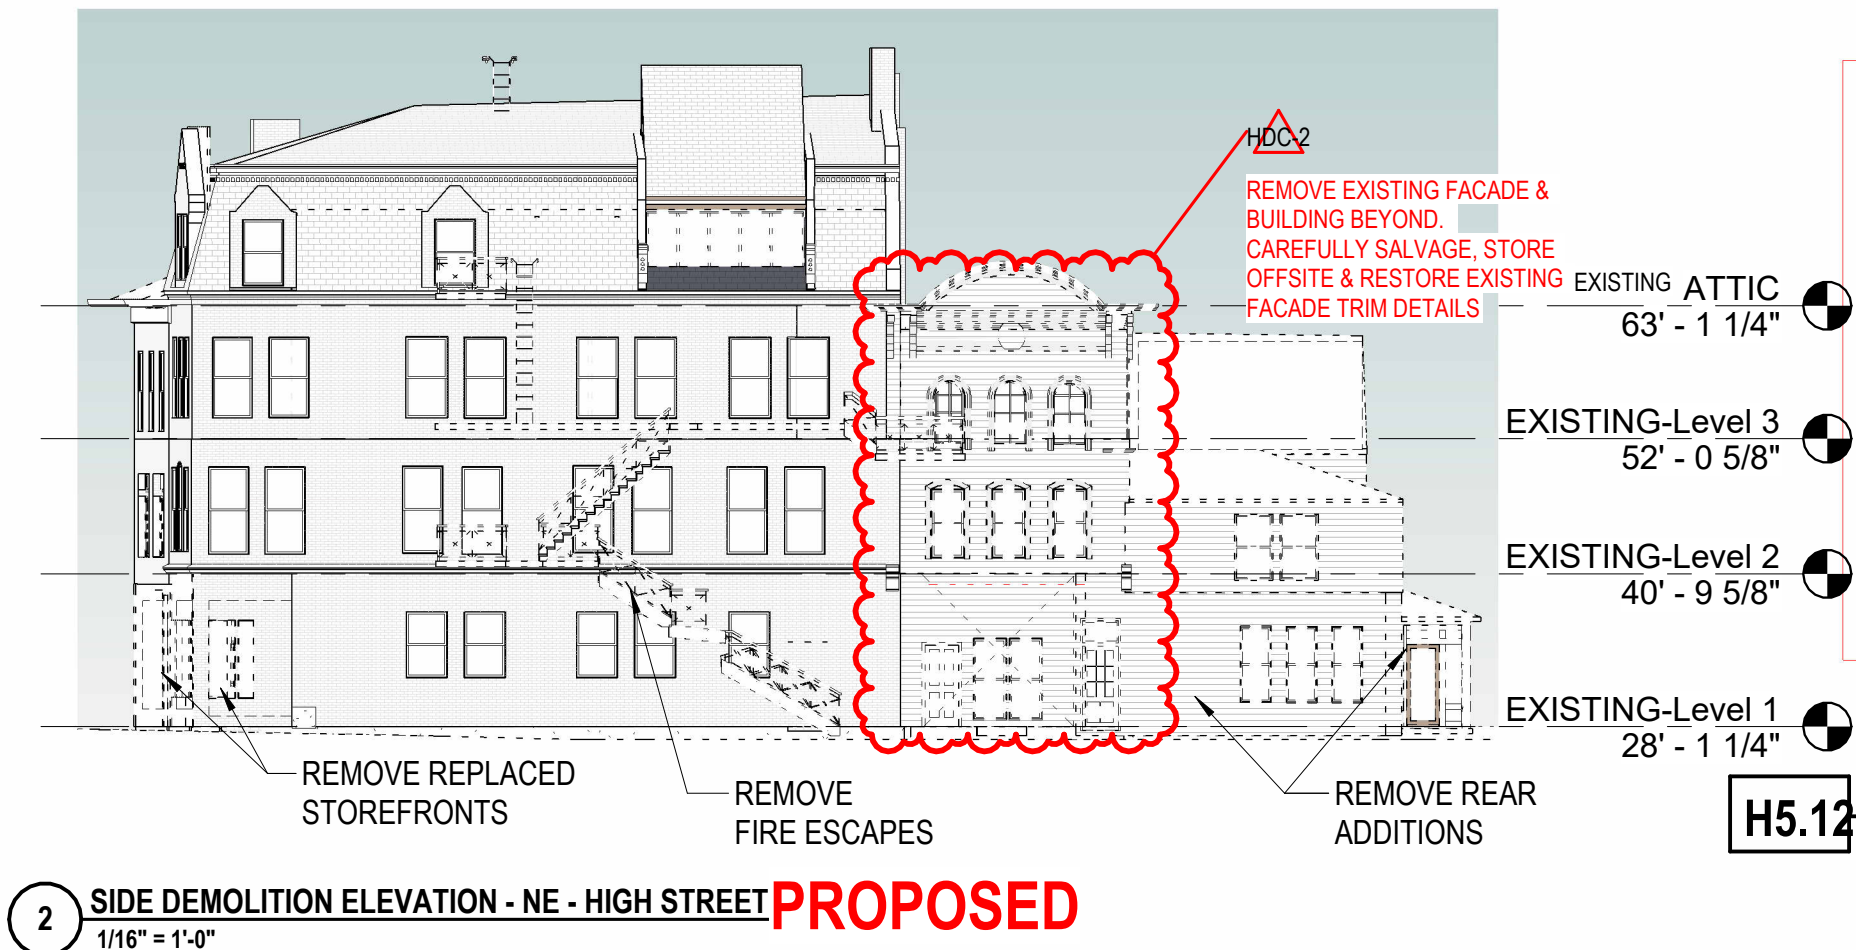 HDC-2
REMOVE EXISTING FACADE &
BUILDING BEYOND.
CAREFULLY SALVAGE, STORE
OFFSITE & RESTORE EXISTING
FACADE TRIM DETAILS
EXISTING ATTIC
63' - 1 1/4"
EXISTING-Level 3
52' - 0 5/8"
EXISTING-Level 2
40' - 9 5/8"
EXISTING-Level 1
28' - 1 1/4"
REMOVE REPLACED
STOREFRONTS
REMOVE
FIRE ESCAPES
REMOVE REAR
ADDITIONS
H5.12
2 SIDE DEMOLITION ELEVATION - NE - HIGH STREET PROPOSED
1/16" = 1'-0"